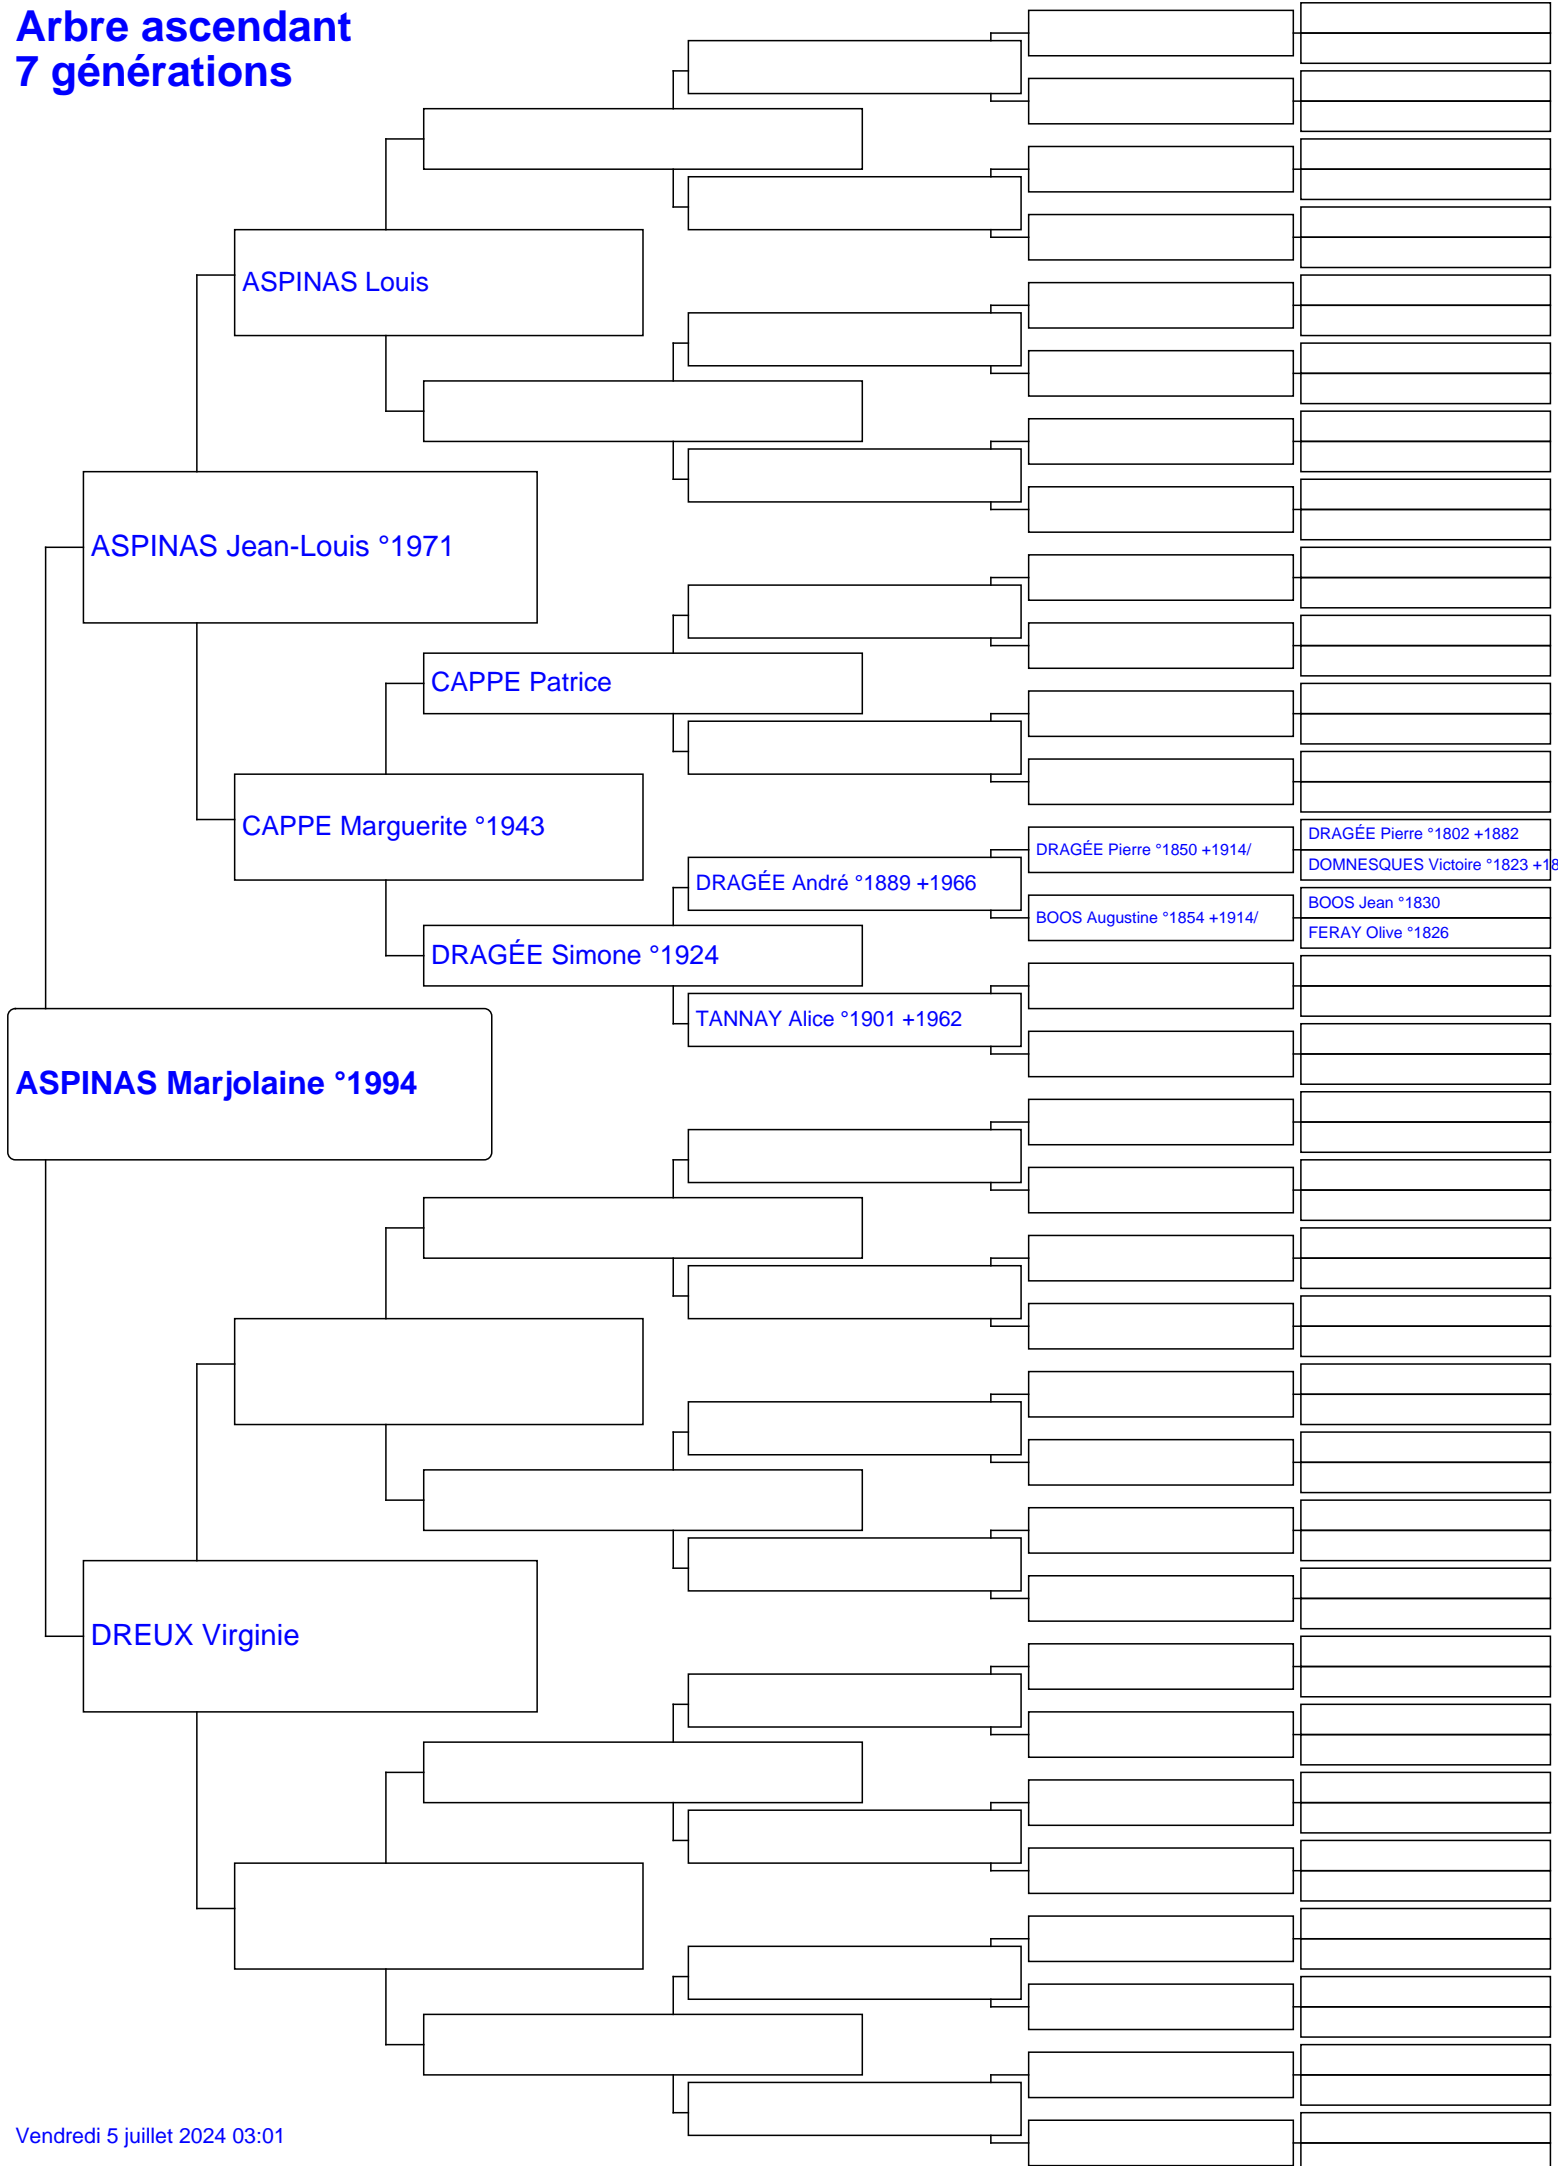 Arbre ascendant
7 générations
ASPINAS Louis
ASPINAS Jean-Louis °1971
CAPPE Patrice
CAPPE Marguerite °1943
DRAGÉE Pierre °1802 +1882
DRAGÉE Pierre °1850 +1914/
DOMNESQUES Victoire °1823 +18
DRAGÉE André °1889 +1966
BOOS Jean °1830
BOOS Augustine °1854 +1914/
FERAY Olive °1826
DRAGÉE Simone °1924
TANNAY Alice °1901 +1962
ASPINAS Marjolaine °1994
DREUX Virginie
Vendredi 5 juillet 2024 03:01